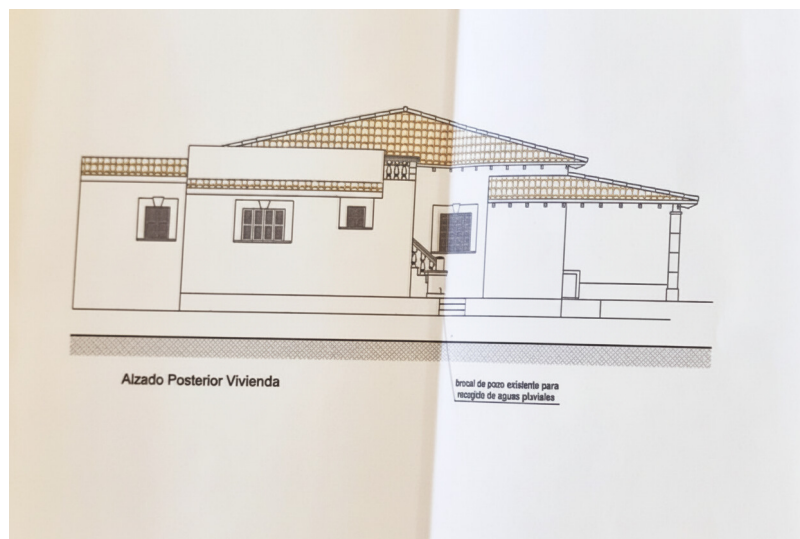 Alzado Posterior Vivienda
brocal de pozo existente para
recogida de aguas pluviales